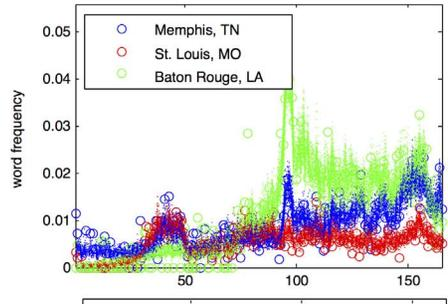 0.05
0.04
0.03
0.02
0.01
0
word frequency
Memphis, TN
St. Louis, MO
Baton Rouge, LA
50
100
150